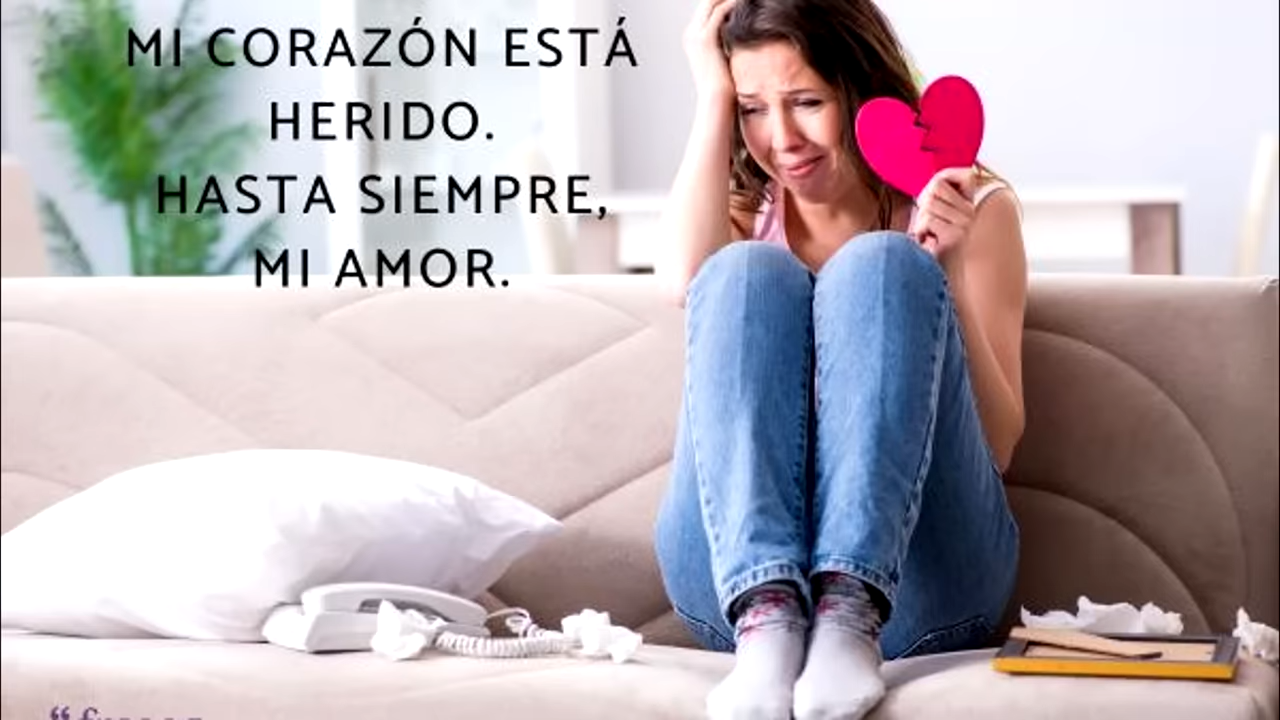 MI CORAZÓN ESTÁ
HERIDO.
HASTA SIEMPRE,
MI AMOR.